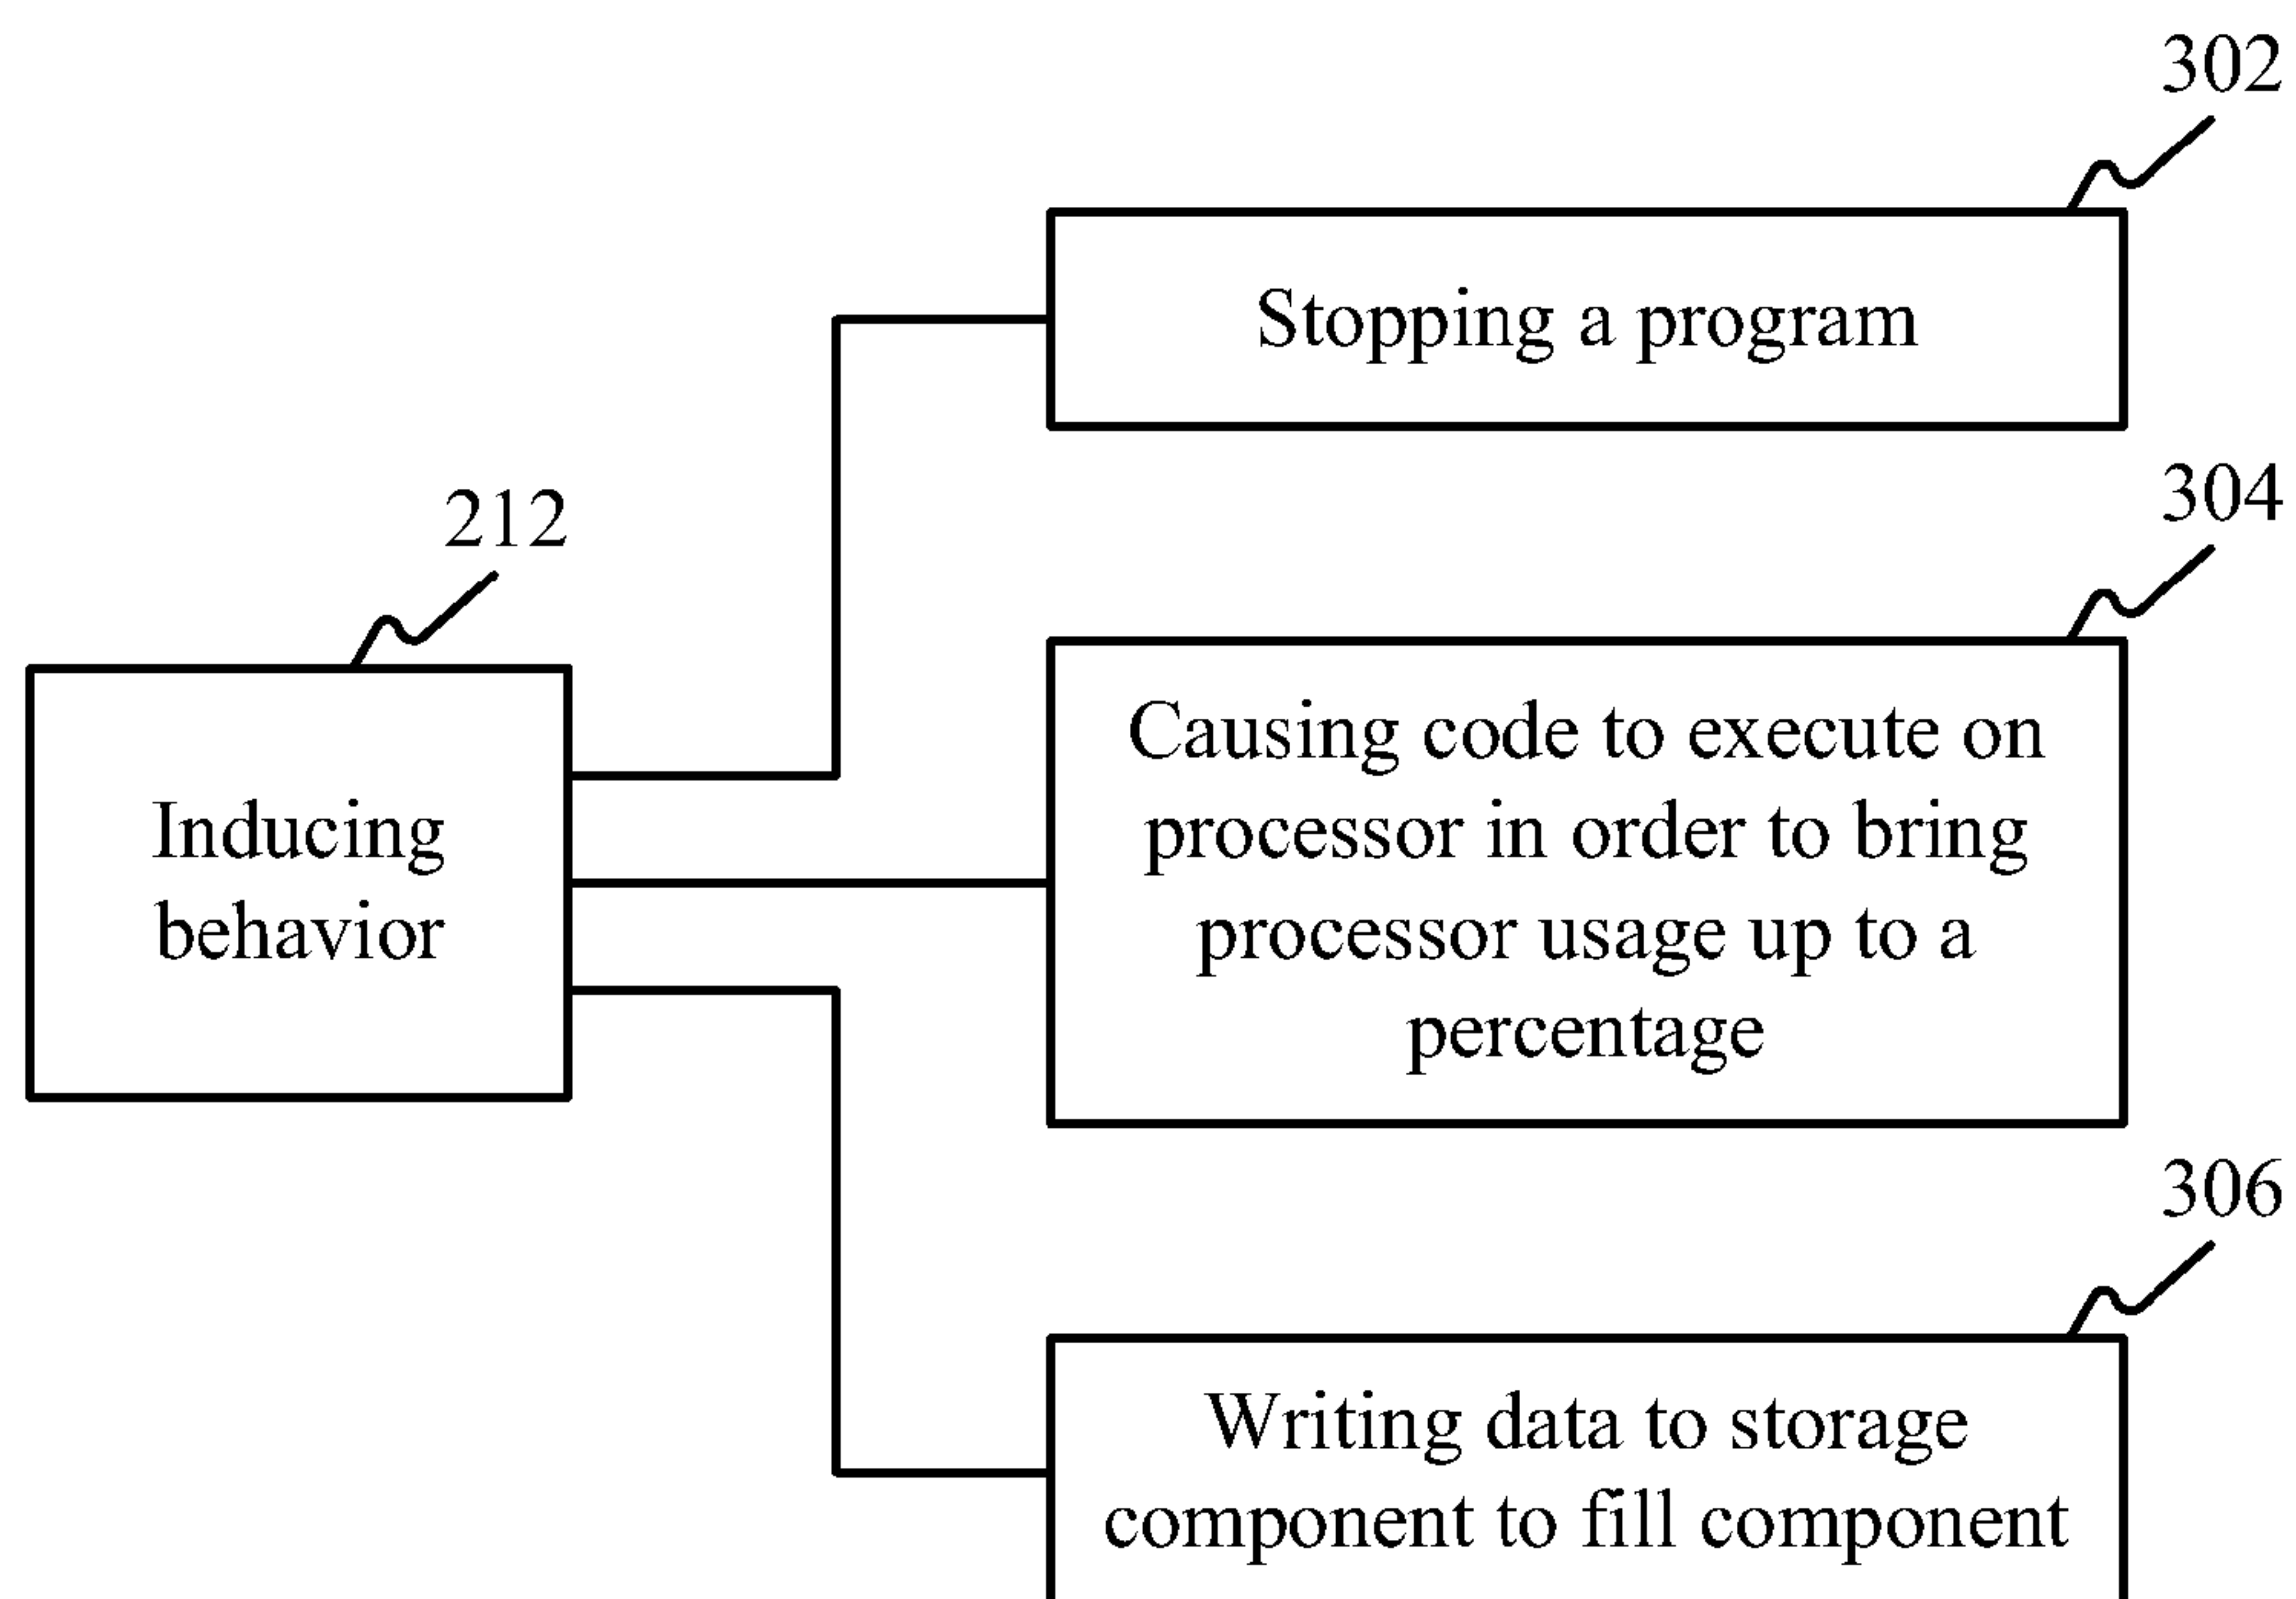 302
Stopping a program
304
212
Causing code to execute on
processor in order to bring
processor usage up to a
percentage
Inducing
behavior
306
Writing data to storage
component to fill component